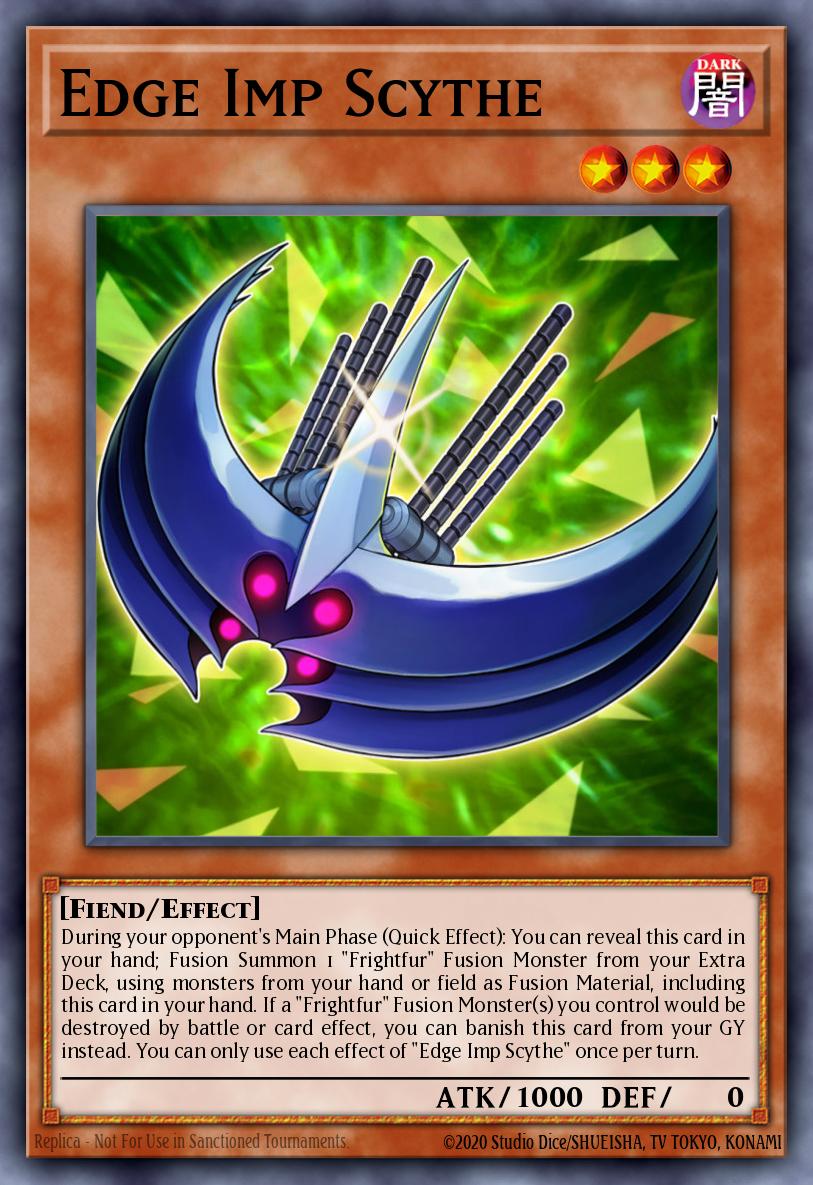 Edge Imp Scythe
DARK
闇
[Fiend/Effect]
During your opponent's Main Phase (Quick Effect): You can reveal this card in
your hand; Fusion Summon 1 "Frightfur" Fusion Monster from your Extra
Deck, using monsters from your hand or field as Fusion Material, including
this card in your hand. If a "Frightfur" Fusion Monster(s) you control would be
destroyed by battle or card effect, you can banish this card from your GY
instead. You can only use each effect of "Edge Imp Scythe" once per turn.
ATK/1000 DEF/ 0
Replica - Not For Use in Sanctioned Tournaments.
©2020 Studio Dice/SHUEISHA, TV TOKYO, KONAMI